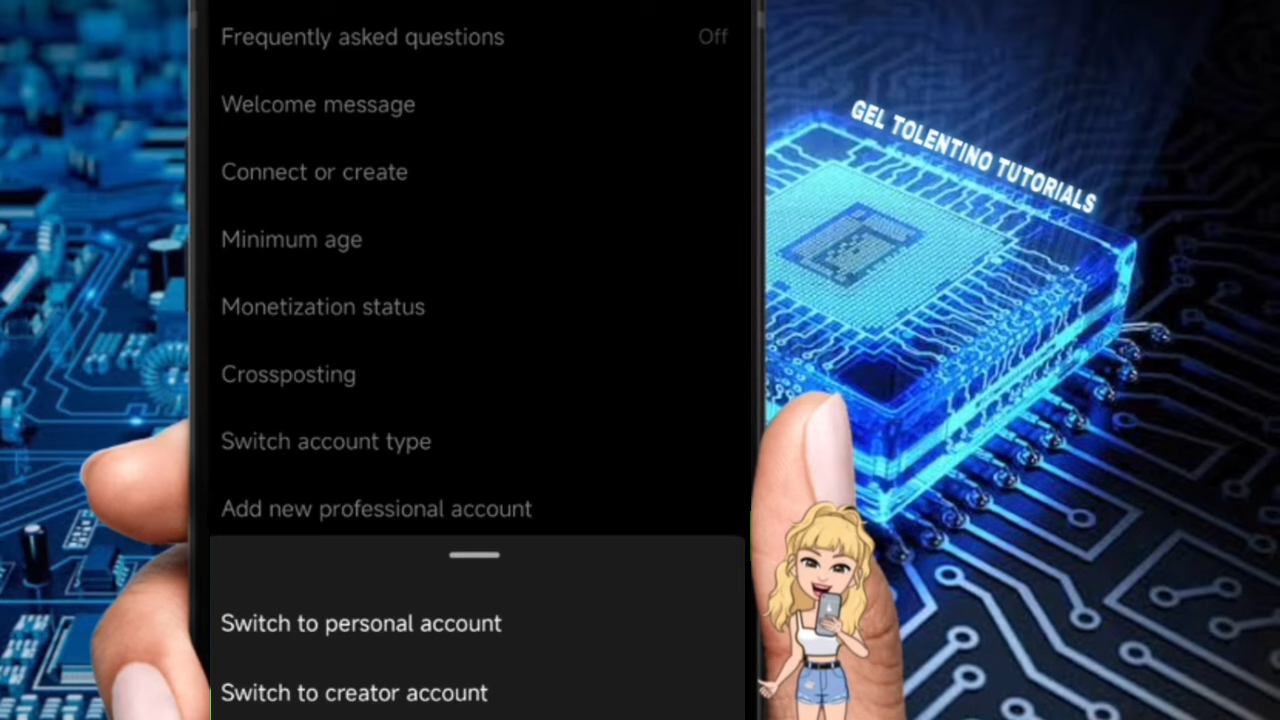 Frequently asked questions Off
Welcome message
Connect or create
Minimum age
Monetization status
Crossposting
Switch account type
Add new professional account
Switch to personal account
Switch to creator account
GEL TOLENTINO TUTORIALS